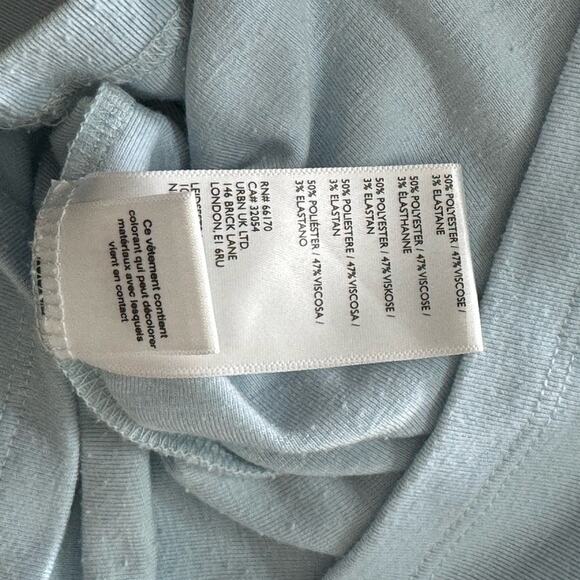 50% POLYESTER / 47% VISCOSE /
3% ELASTANE
50% POLYESTER / 47% VISCOSE /
3% ELASTHANNE
50% POLYESTER / 47% VISKOSE /
3% ELASTAN
50% POLIESTERE / 47% VISCOSA /
3% ELASTAN
50% POLIÉSTER / 47% VISCOSA /
3% ELASTANO
RN# 66170
CA# 32054
URBN UK LTD
146 BRICK LANE
LONDON, E1 6RU
Ce vêtement contient
colorant qui peut décolorer
matériaux avec lesquels
vient en contact